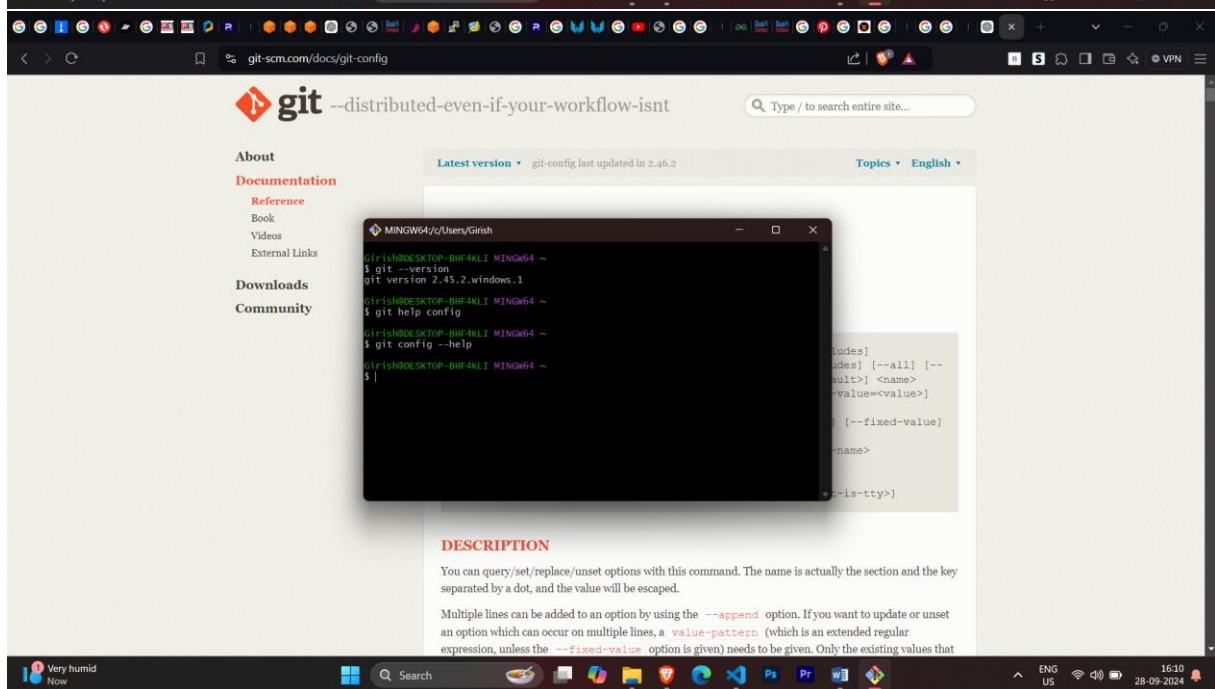 git-scm.com/docs/git-config
VPN
git --distributed-even-if-your-workflow-isnt
Type / to search entire site...
About
Documentation
Reference
Book
Videos
External Links
Downloads
Community
Latest version ▾ git-config last updated in 2.46.2
Topics ▾ English ▾
MINGW64:/c/Users/Girish
Girish@DESKTOP-BHF4KLI MINGW64 ~
$ git --version
git version 2.45.2.windows.1
Girish@DESKTOP-BHF4KLI MINGW64 ~
$ git help config
Girish@DESKTOP-BHF4KLI MINGW64 ~
$ git config --help
Girish@DESKTOP-BHF4KLI MINGW64 ~
$
ludes]
[--all] [--
<name>
-value=<value>]
[--fixed-value]
-name>
-is-tty>]
DESCRIPTION
You can query/set/replace/unset options with this command. The name is actually the section and the key
separated by a dot, and the value will be escaped.
Multiple lines can be added to an option by using the --append option. If you want to update or unset
an option which can occur on multiple lines, a value-pattern (which is an extended regular
expression, unless the --fixed-value option is given) needs to be given. Only the existing values that
1
Very humid
Now
Search
Ps
Pr
ENG
US
16:10
28-09-2024